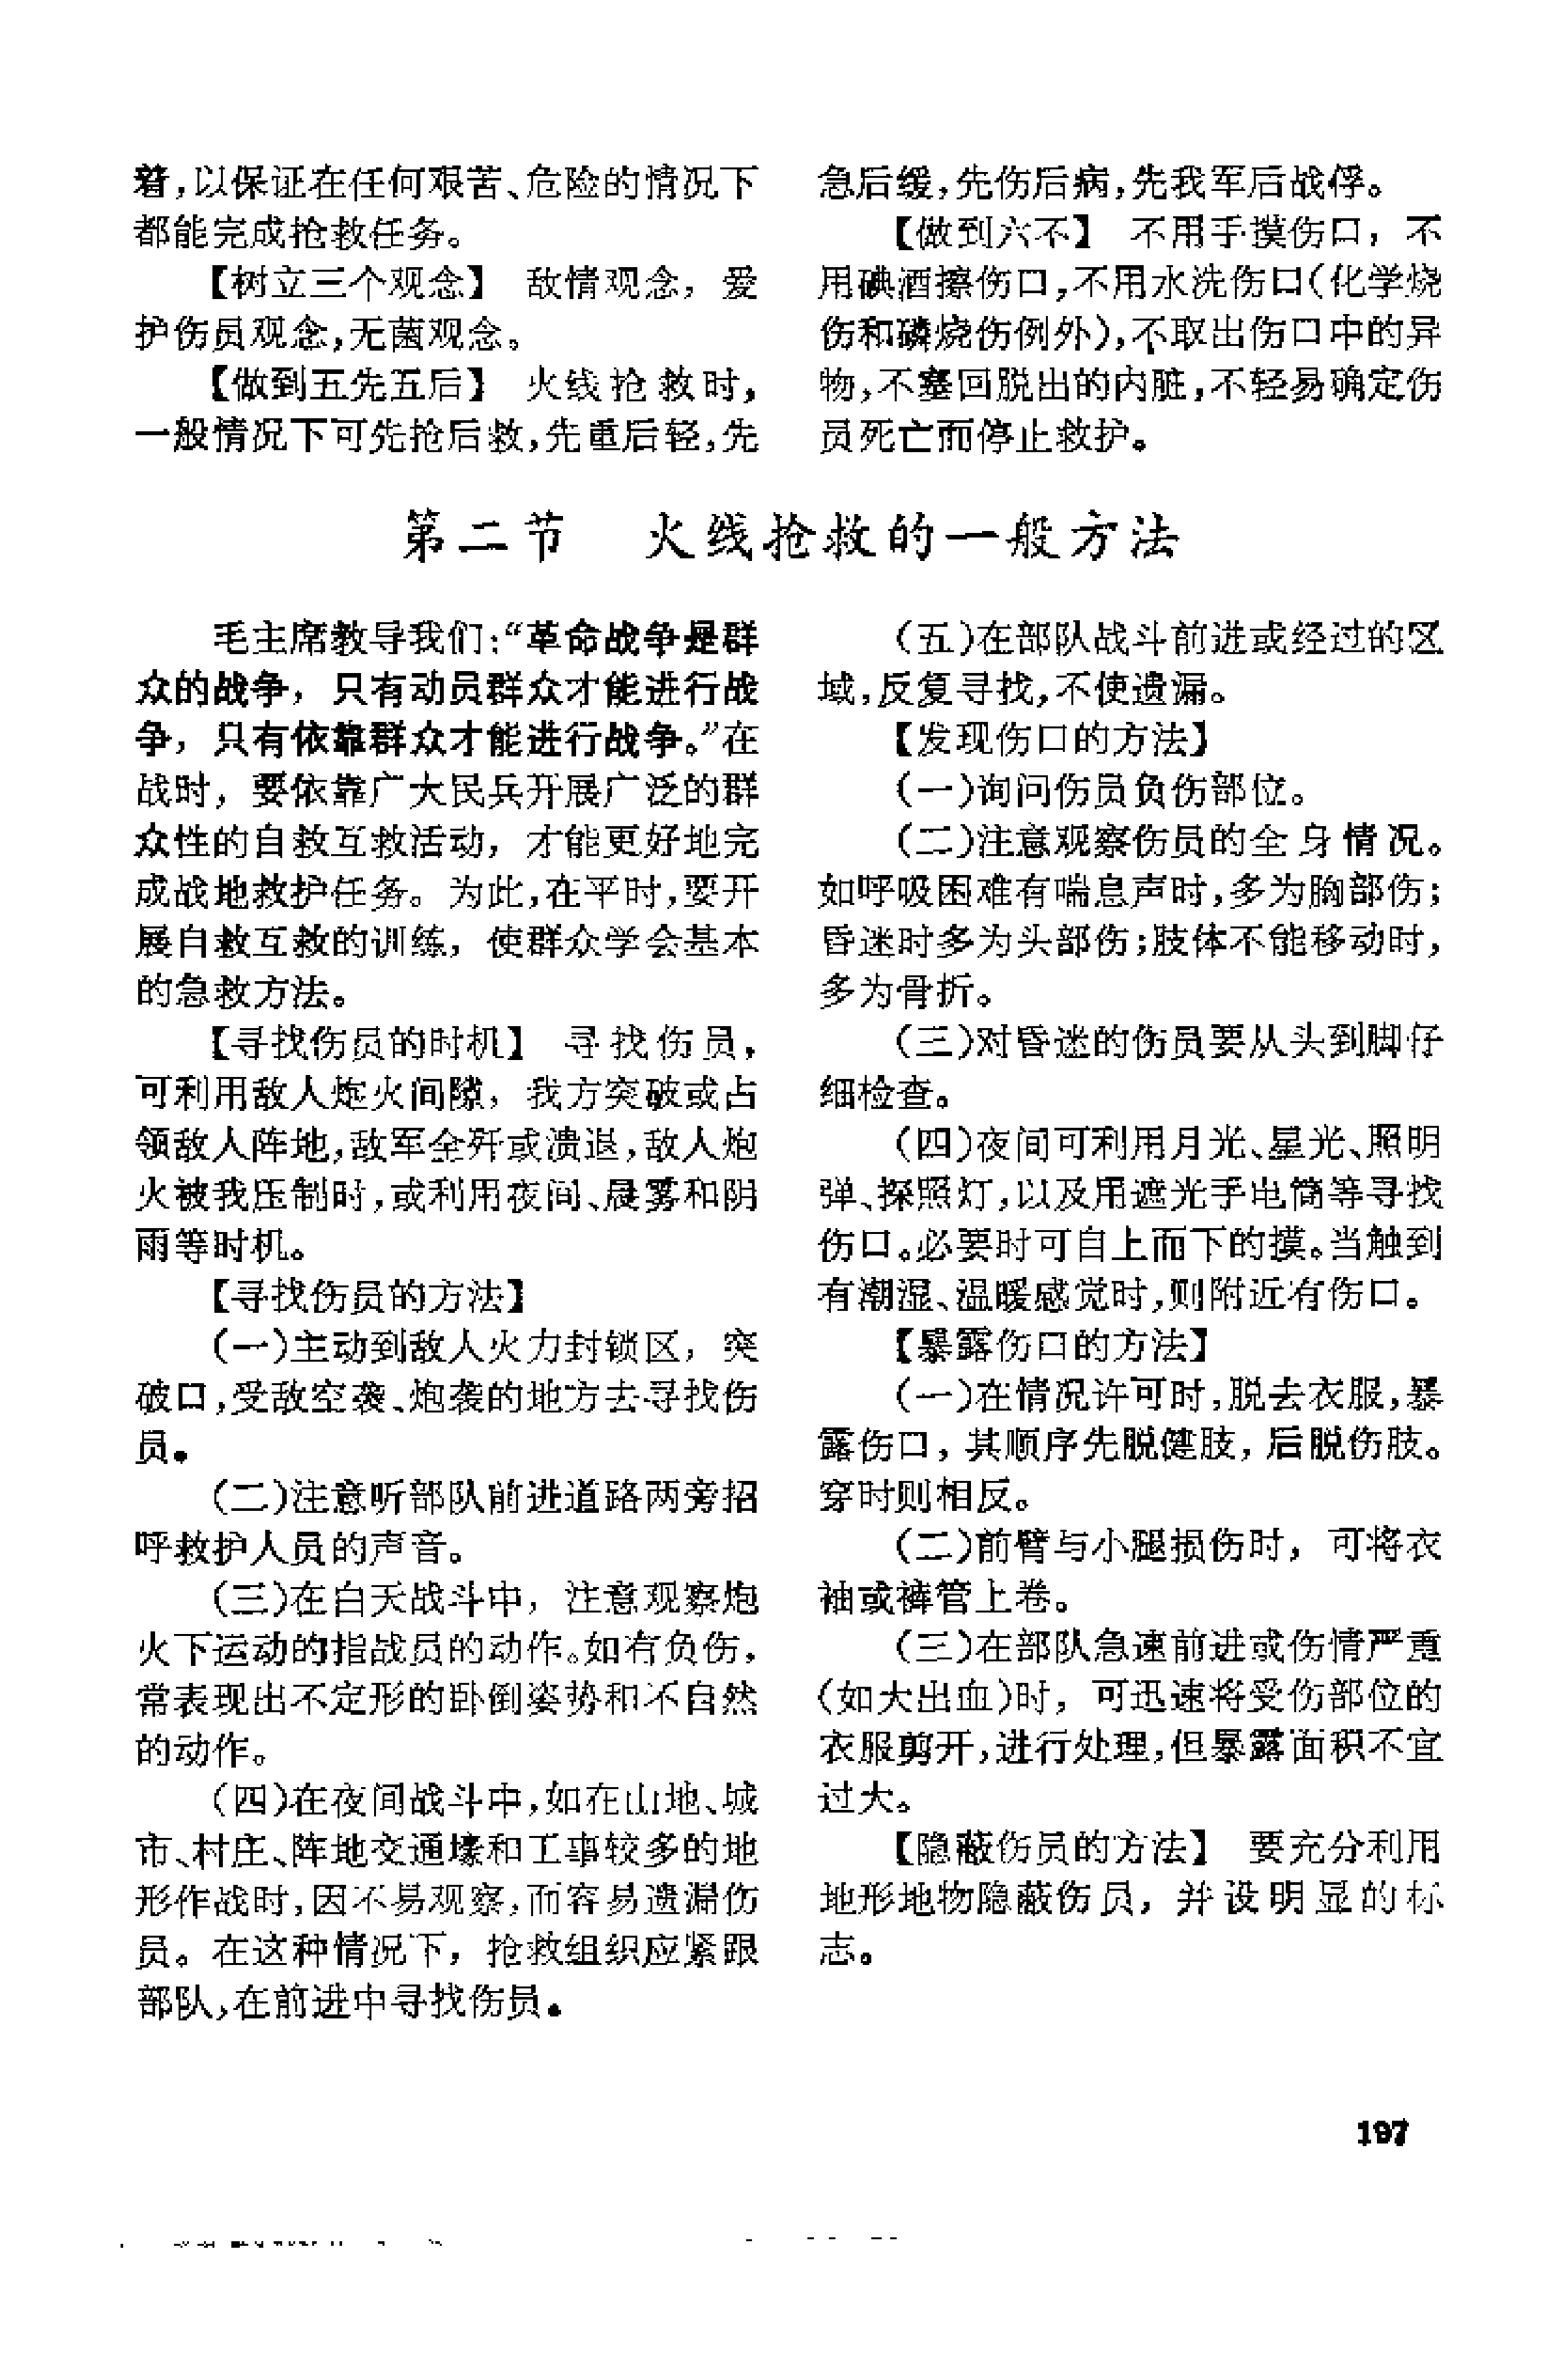 着，以保证在任何艰苦、危险的情况下
都能完成抢救任务。
【树立三个观念】 敌情观念，爱
护伤员观念，无菌观念。
【做到五先五后】 火线抢救时，
一般情况下可先抢后救，先重后轻，先
急后缓，先伤后病，先我军后战俘。
【做到六不】 不用手摸伤口，不
用碘酒擦伤口，不用水洗伤口（化学烧
伤和磷烧伤例外），不取出伤口中的异
物，不塞回脱出的内脏，不轻易确定伤
员死亡而停止救护。
第二节 火线抢救的一般方法
毛主席教导我们：“革命战争是群
众的战争，只有动员群众才能进行战
争，只有依靠群众才能进行战争。”在
战时，要依靠广大民兵开展广泛的群
众性的自救互救活动，才能更好地完
成战地救护任务。为此，在平时，要开
展自救互救的训练，使群众学会基本
的急救方法。
【寻找伤员的时机】 寻找伤员，
可利用敌人炮火间隙，我方突破或占
领敌人阵地，敌军全歼或溃退，敌人炮
火被我压制时，或利用夜间、晨雾和阴
雨等时机。
【寻找伤员的方法】
（一）主动到敌人火力封锁区，突
破口，受敌空袭、炮袭的地方去寻找伤
员。
（二）注意听部队前进道路两旁招
呼救护人员的声音。
（三）在白天战斗中，注意观察炮
火下运动的指战员的动作。如有负伤，
常表现出不定形的卧倒姿势和不自然
的动作。
（四）在夜间战斗中，如在山地、城
市、村庄、阵地交通壕和工事较多的地
形作战时，因不易观察，而容易遗漏伤
员。在这种情况下，抢救组织应紧跟
部队，在前进中寻找伤员。
（五）在部队战斗前进或经过的区
域，反复寻找，不使遗漏。
【发现伤口的方法】
（一）询问伤员负伤部位。
（二）注意观察伤员的全身情况。
如呼吸困难有喘息声时，多为胸部伤；
昏迷时多为头部伤；肢体不能移动时，
多为骨折。
（三）对昏迷的伤员要从头到脚仔
细检查。
（四）夜间可利用月光、星光、照明
弹、探照灯，以及用遮光手电筒等寻找
伤口。必要时可自上而下的摸。当触到
有潮湿、温暖感觉时，则附近有伤口。
【暴露伤口的方法】
（一）在情况许可时，脱去衣服，暴
露伤口，其顺序先脱健肢，后脱伤肢。
穿时则相反。
（二）前臂与小腿损伤时，可将衣
袖或裤管上卷。
（三）在部队急速前进或伤情严重
（如大出血）时，可迅速将受伤部位的
衣服剪开，进行处理，但暴露面积不宜
过大。
【隐蔽伤员的方法】 要充分利用
地形地物隐蔽伤员，并设明显的标
志。
197